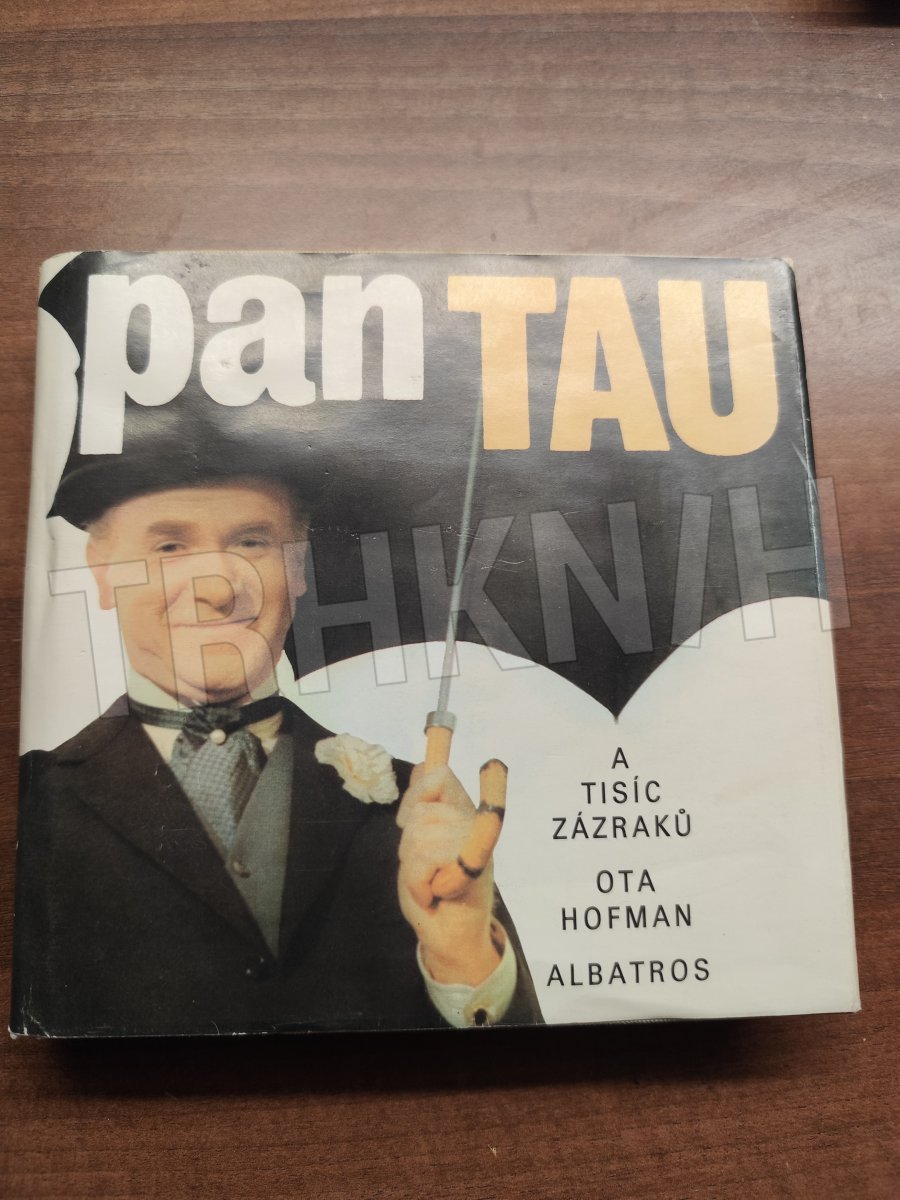 pan TAU
TRHKNIH
A
TISÍC
ZÁZRAKŮ
OTA
HOFMAN
ALBATROS